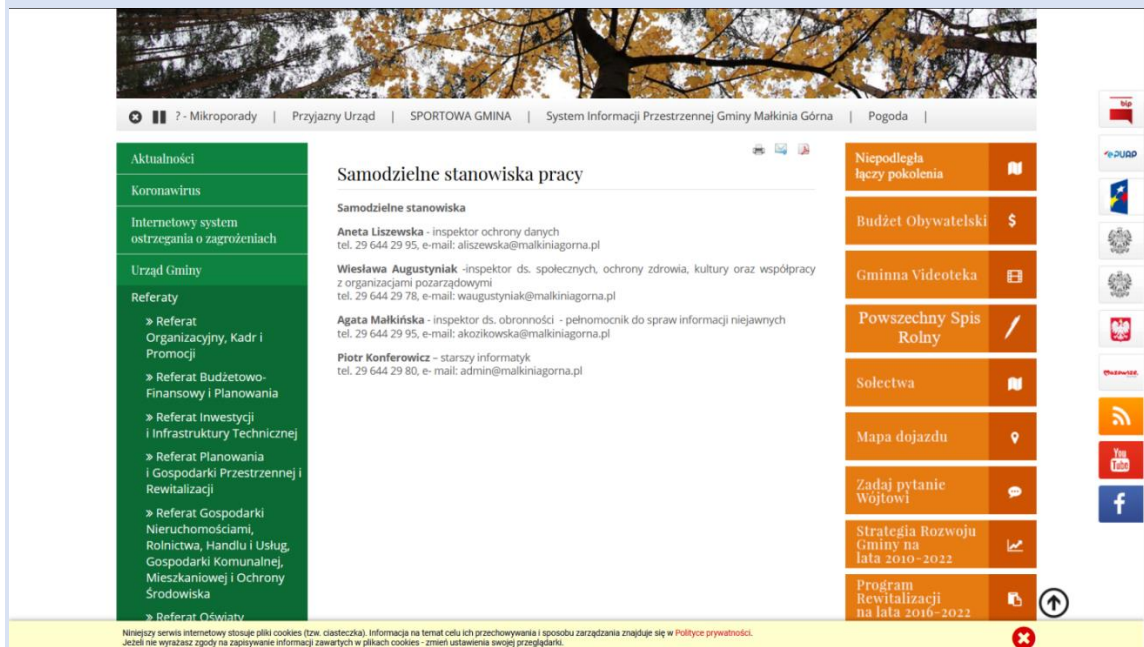 ? - Mikroporady | Przyjazny Urząd | SPORTOWA GMINA | System Informacji Przestrzennej Gminy Małkinia Górna | Pogoda |
Aktualności
Koronawirus
Internetowy system
ostrzegania o zagrożeniach
Urząd Gminy
Referaty
» Referat
Organizacyjny, Kadr i
Promocji
» Referat Budżetowo-
Finansowy i Planowania
» Referat Inwestycji
i Infrastruktury Technicznej
» Referat Planowania
i Gospodarki Przestrzennej i
Rewitalizacji
» Referat Gospodarki
Nieruchomościami,
Rolnictwa, Handlu i Usług,
Gospodarki Komunalnej,
Mieszkaniowej i Ochrony
Środowiska
» Referat Oświaty
Samodzielne stanowiska pracy
Samodzielne stanowiska
Aneta Liszewska - inspektor ochrony danych
tel. 29 644 29 95, e-mail: aliszewska@malkiniagorna.pl
Wiesława Augustyniak -inspektor ds. społecznych, ochrony zdrowia, kultury oraz współpracy
z organizacjami pozarządowymi
tel. 29 644 29 78, e-mail: waugustyniak@malkiniagorna.pl
Agata Małkińska - inspektor ds. obronności - pełnomocnik do spraw informacji niejawnych
tel. 29 644 29 95, e-mail: akozikowska@malkiniagorna.pl
Piotr Konferowicz – starszy informatyk
tel. 29 644 29 80, e- mail: admin@malkiniagorna.pl
Niepodległa
łączy pokolenia
Budżet Obywatelski
Gminna Videoteka
Powszechny Spis
Rolny
Sołectwa
Mapa dojazdu
Zadaj pytanie
Wójtowi
Strategia Rozwoju
Gminy na
lata 2010-2022
Program
Rewitalizacji
na lata 2016-2022
bip
ePUAP
You
Tube
f
Niniejszy serwis internetowy stosuje pliki cookies (tzw. ciasteczka). Informacja na temat celu ich przechowywania i sposobu zarządzania znajduje się w Polityce prywatności.
Jeżeli nie wyrażasz zgody na zapisywanie informacji zawartych w plikach cookies - zmień ustawienia swojej przeglądarki.